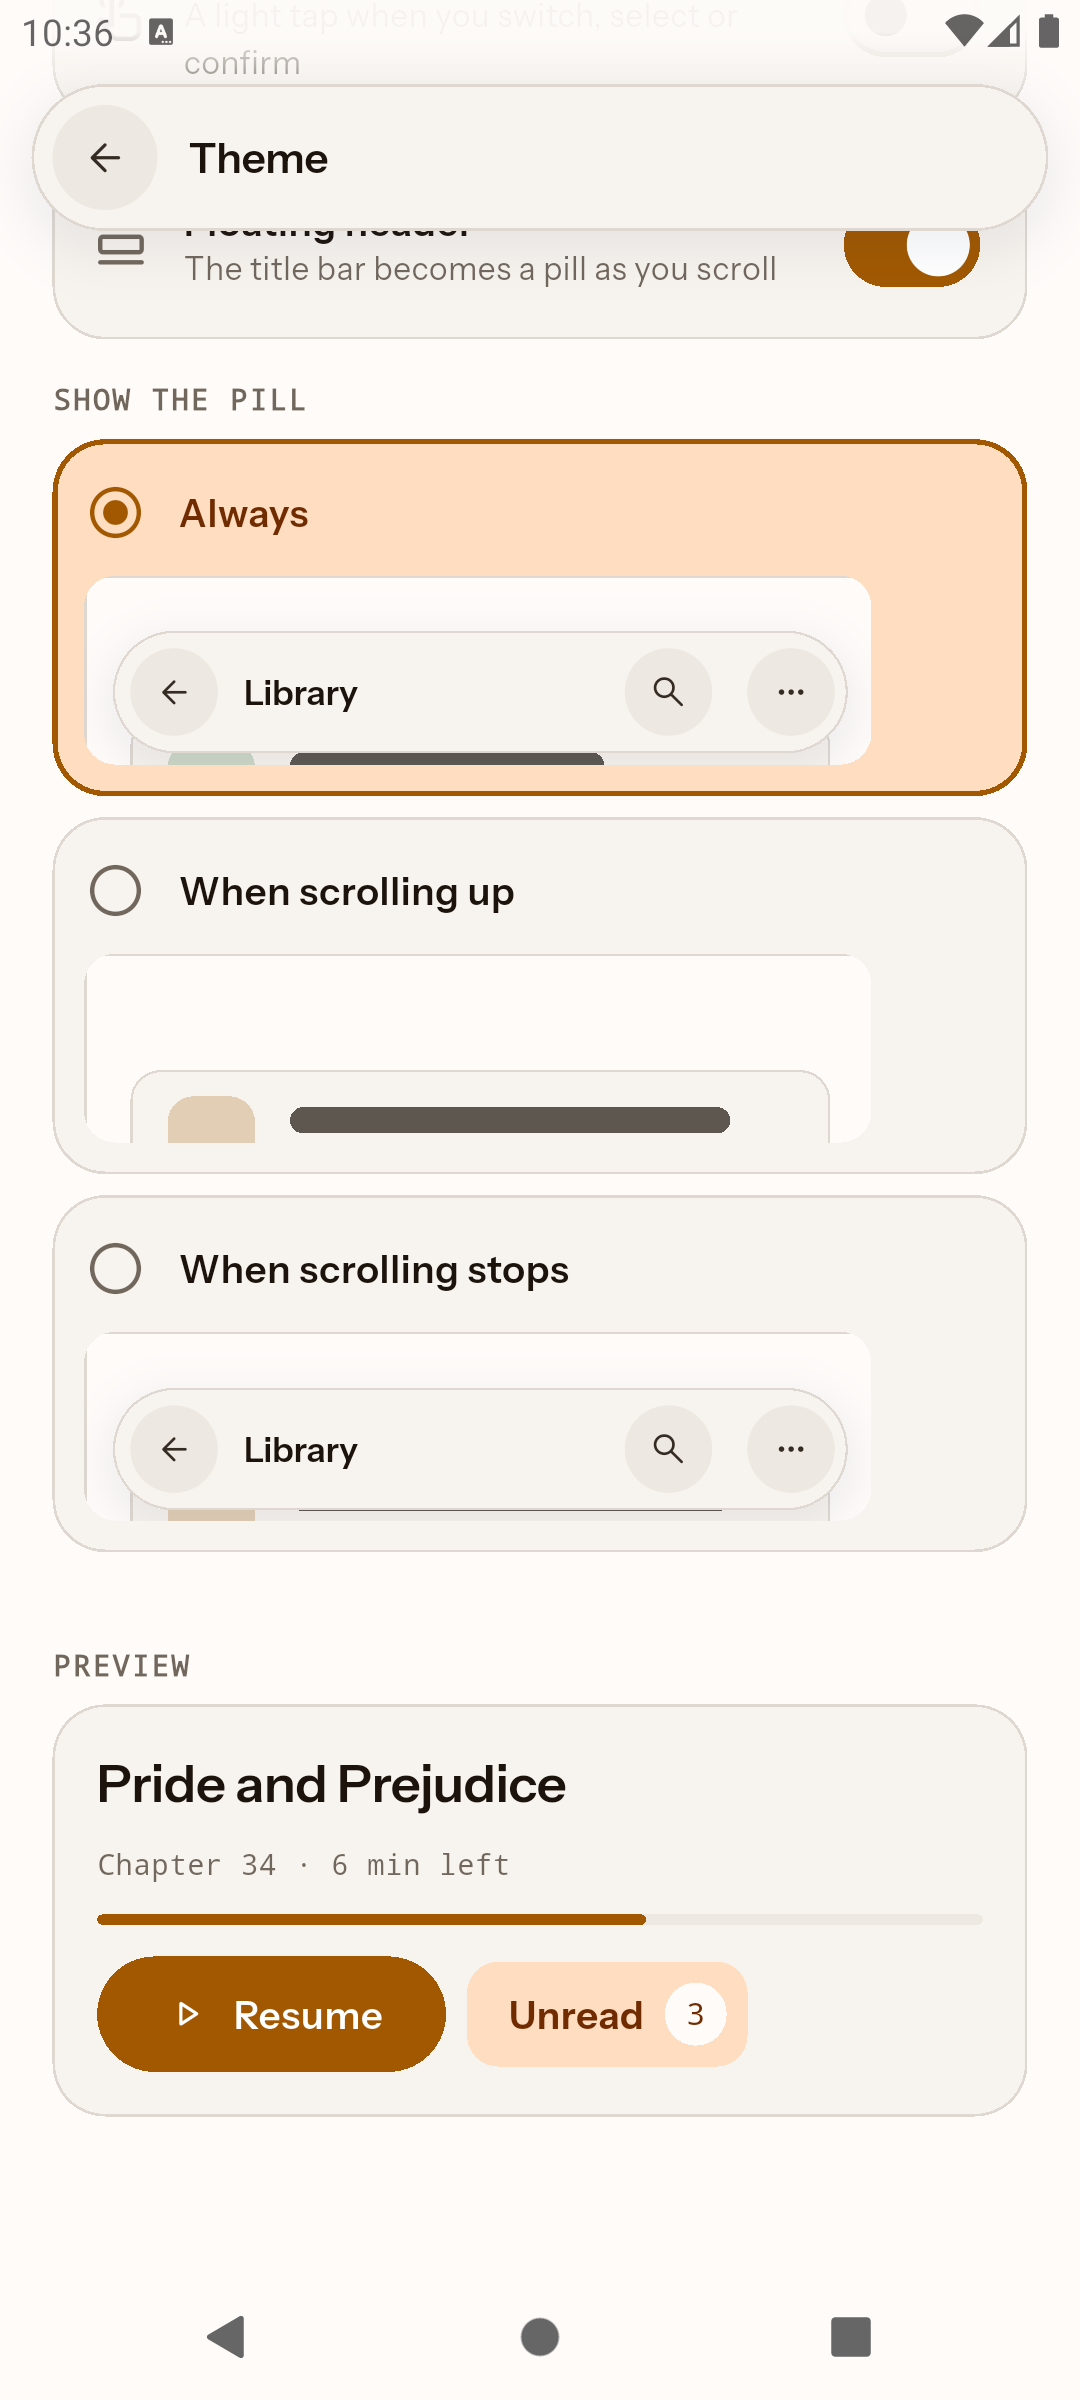 10:36
A light tap when you switch, select or
confirm
Theme
Floating header
The title bar becomes a pill as you scroll
SHOW THE PILL
Always
Library
When scrolling up
When scrolling stops
Library
PREVIEW
Pride and Prejudice
Chapter 34 · 6 min left
Resume
Unread 3